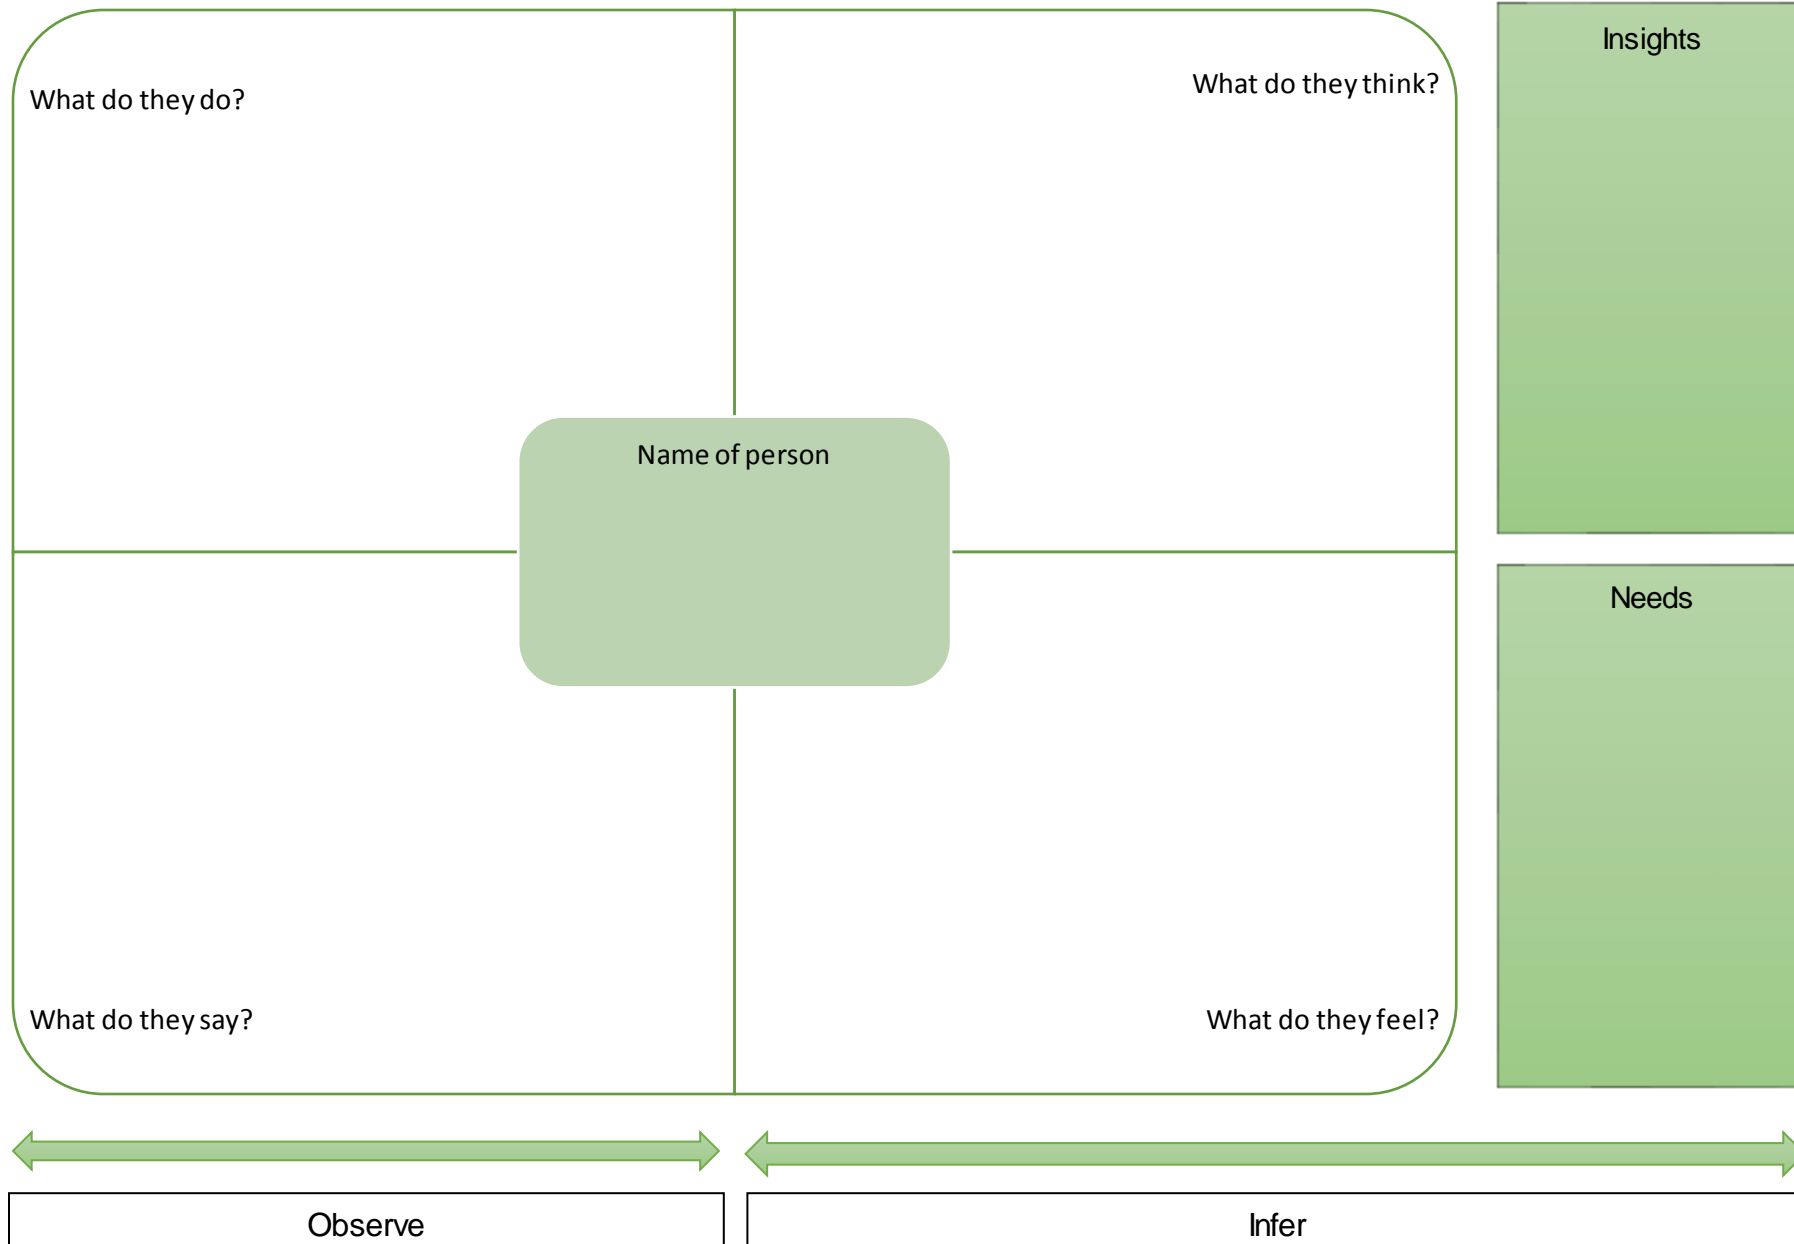 What do they do?
What do they think?
Insights
Name of person
Needs
What do they say?
What do they feel?
Observe
Infer